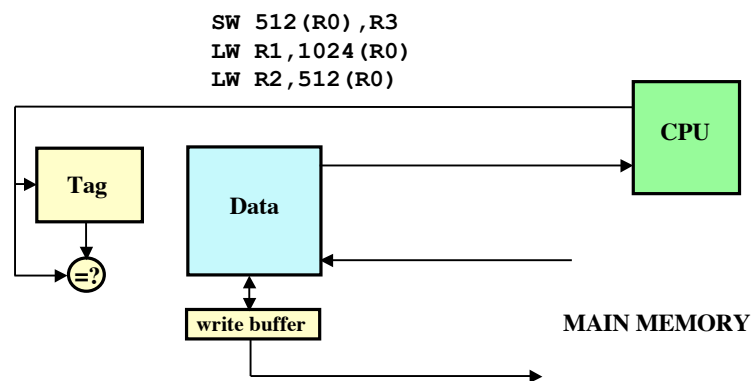 SW 512(R0),R3
LW R1,1024(R0)
LW R2,512(R0)
CPU
Tag
Data
=?
write buffer
MAIN MEMORY